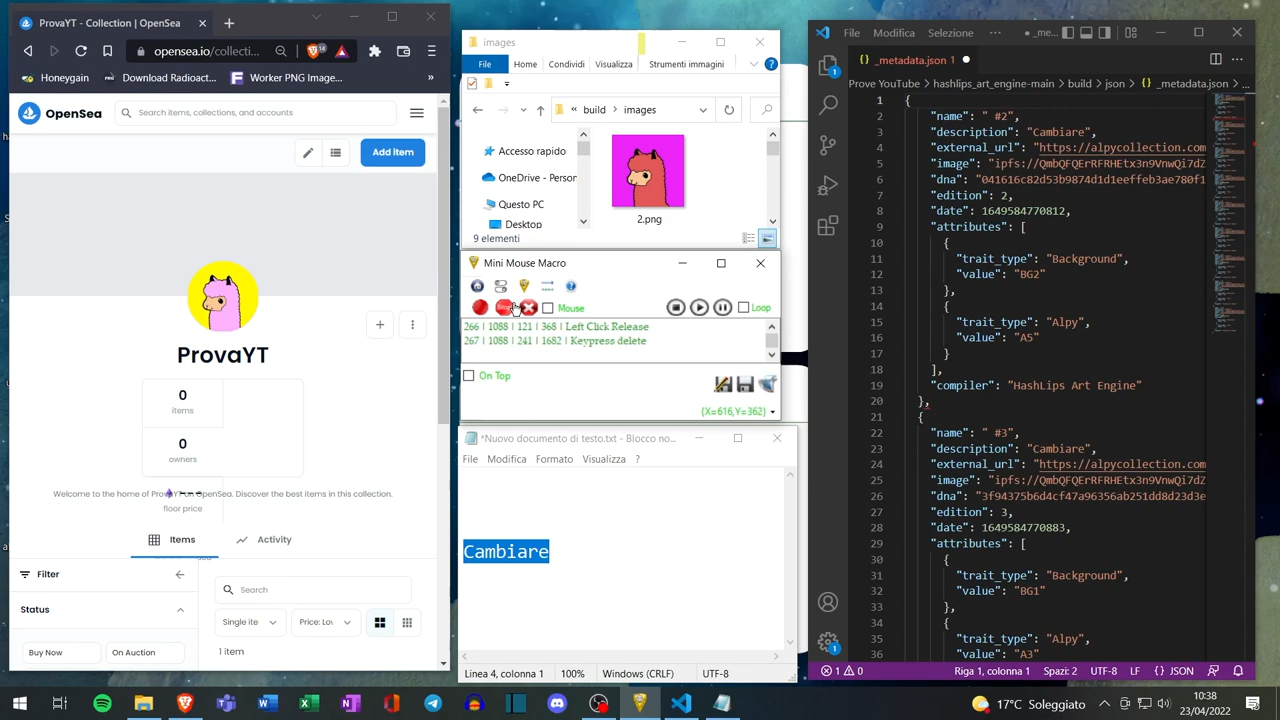 ProvaYT - Collection | OpenSea
opensea.io/...
14
Home
Download Radioact...
Worker PNG Image...
»
OpenSea
Search items, collections, and accounts
Add item
ProvaYT
0
items
0
owners
---
floor price
Welcome to the home of ProvaYT on OpenSea. Discover the best items in this collection.
Items
Activity
Filter
Search
Status
Single ite
Price: Lov
Buy Now
On Auction
1 item
images
File
Home
Condividi
Visualizza
Strumenti immagini
« build
images
Accesso rapido
OneDrive - Person
Questo PC
Desktop
2.png
9 elementi
Mini Mouse Macro
Mouse
Loop
266 | 1088 | 121 | 368 | Left Click Release
267 | 1088 | 241 | 1682 | Keypress delete
On Top
(X=616,Y=362)
*Nuovo documento di testo.txt - Blocco no...
File
Modifica
Formato
Visualizza
?
Cambiare
Linea 4, colonna 1
100%
Windows (CRLF)
UTF-8
File
Modifica
Selezione
...
● _me...
{} _metadata.json 1 ●
Prove YouTube > hashlips_art_engine-main > build > json > {} _metadata.json > ...
1 {
2 "name": " #2",
3 "description": "Cambiare",
4 "external_url": "https://alpycollection.com
5 "image": "ipfs://QmbQFQErRFRHEtx3n9VnwQi7dZ
6 "dna": "041616c82d53b9874d1d1eeffeb3ae780f1
7 "edition": 2,
8 "date": 1649584770812,
9 "attributes": [
10 {
11 "trait_type": "Background",
12 "value": "BG2"
13 },
14 {
15 "trait_type": "Alpy",
16 "value": "A5"
17 }
18 ],
19 "compiler": "HashLips Art Engine"
20 },
21 {
22 "name": " #3",
23 "description": "Cambiare",
24 "external_url": "https://alpycollection.com
25 "image": "ipfs://QmbQFQErRFRHEtx3n9VnwQi7dZ
26 "dna": "3f94375b6d4cf47a96356ab251dd8d23d3e
27 "edition": 3,
28 "date": 1649584770883,
29 "attributes": [
30 {
31 "trait_type": "Background",
32 "value": "BG1"
33 },
34 {
35 "trait_type": "Alpy",
36 "value": "A3"
1
1
1 0
Riga 1, colonna 1
Spazi: 2
UTF-8
LF
{} JSON
17°C Soleggiato
10:38
23/04/2022